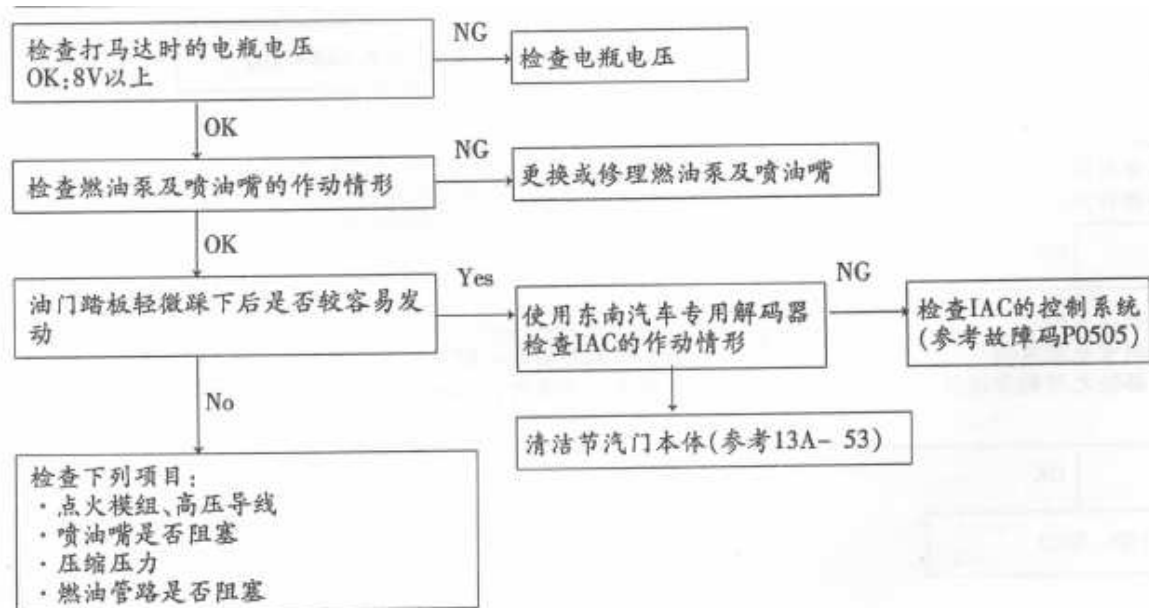 检查打马达时的电瓶电压
OK:8V以上
NG
检查电瓶电压
OK
检查燃油泵及喷油嘴的作动情形
NG
更换或修理燃油泵及喷油嘴
OK
油门踏板轻微踩下后是否较容易发
动
Yes
使用东南汽车专用解码器
检查IAC的作动情形
NG
检查IAC的控制系统
(参考故障码P0505)
No
清洁节汽门本体(参考13A-53)
检查下列项目:
·点火模组、高压导线
·喷油嘴是否阻塞
·压缩压力
·燃油管路是否阻塞